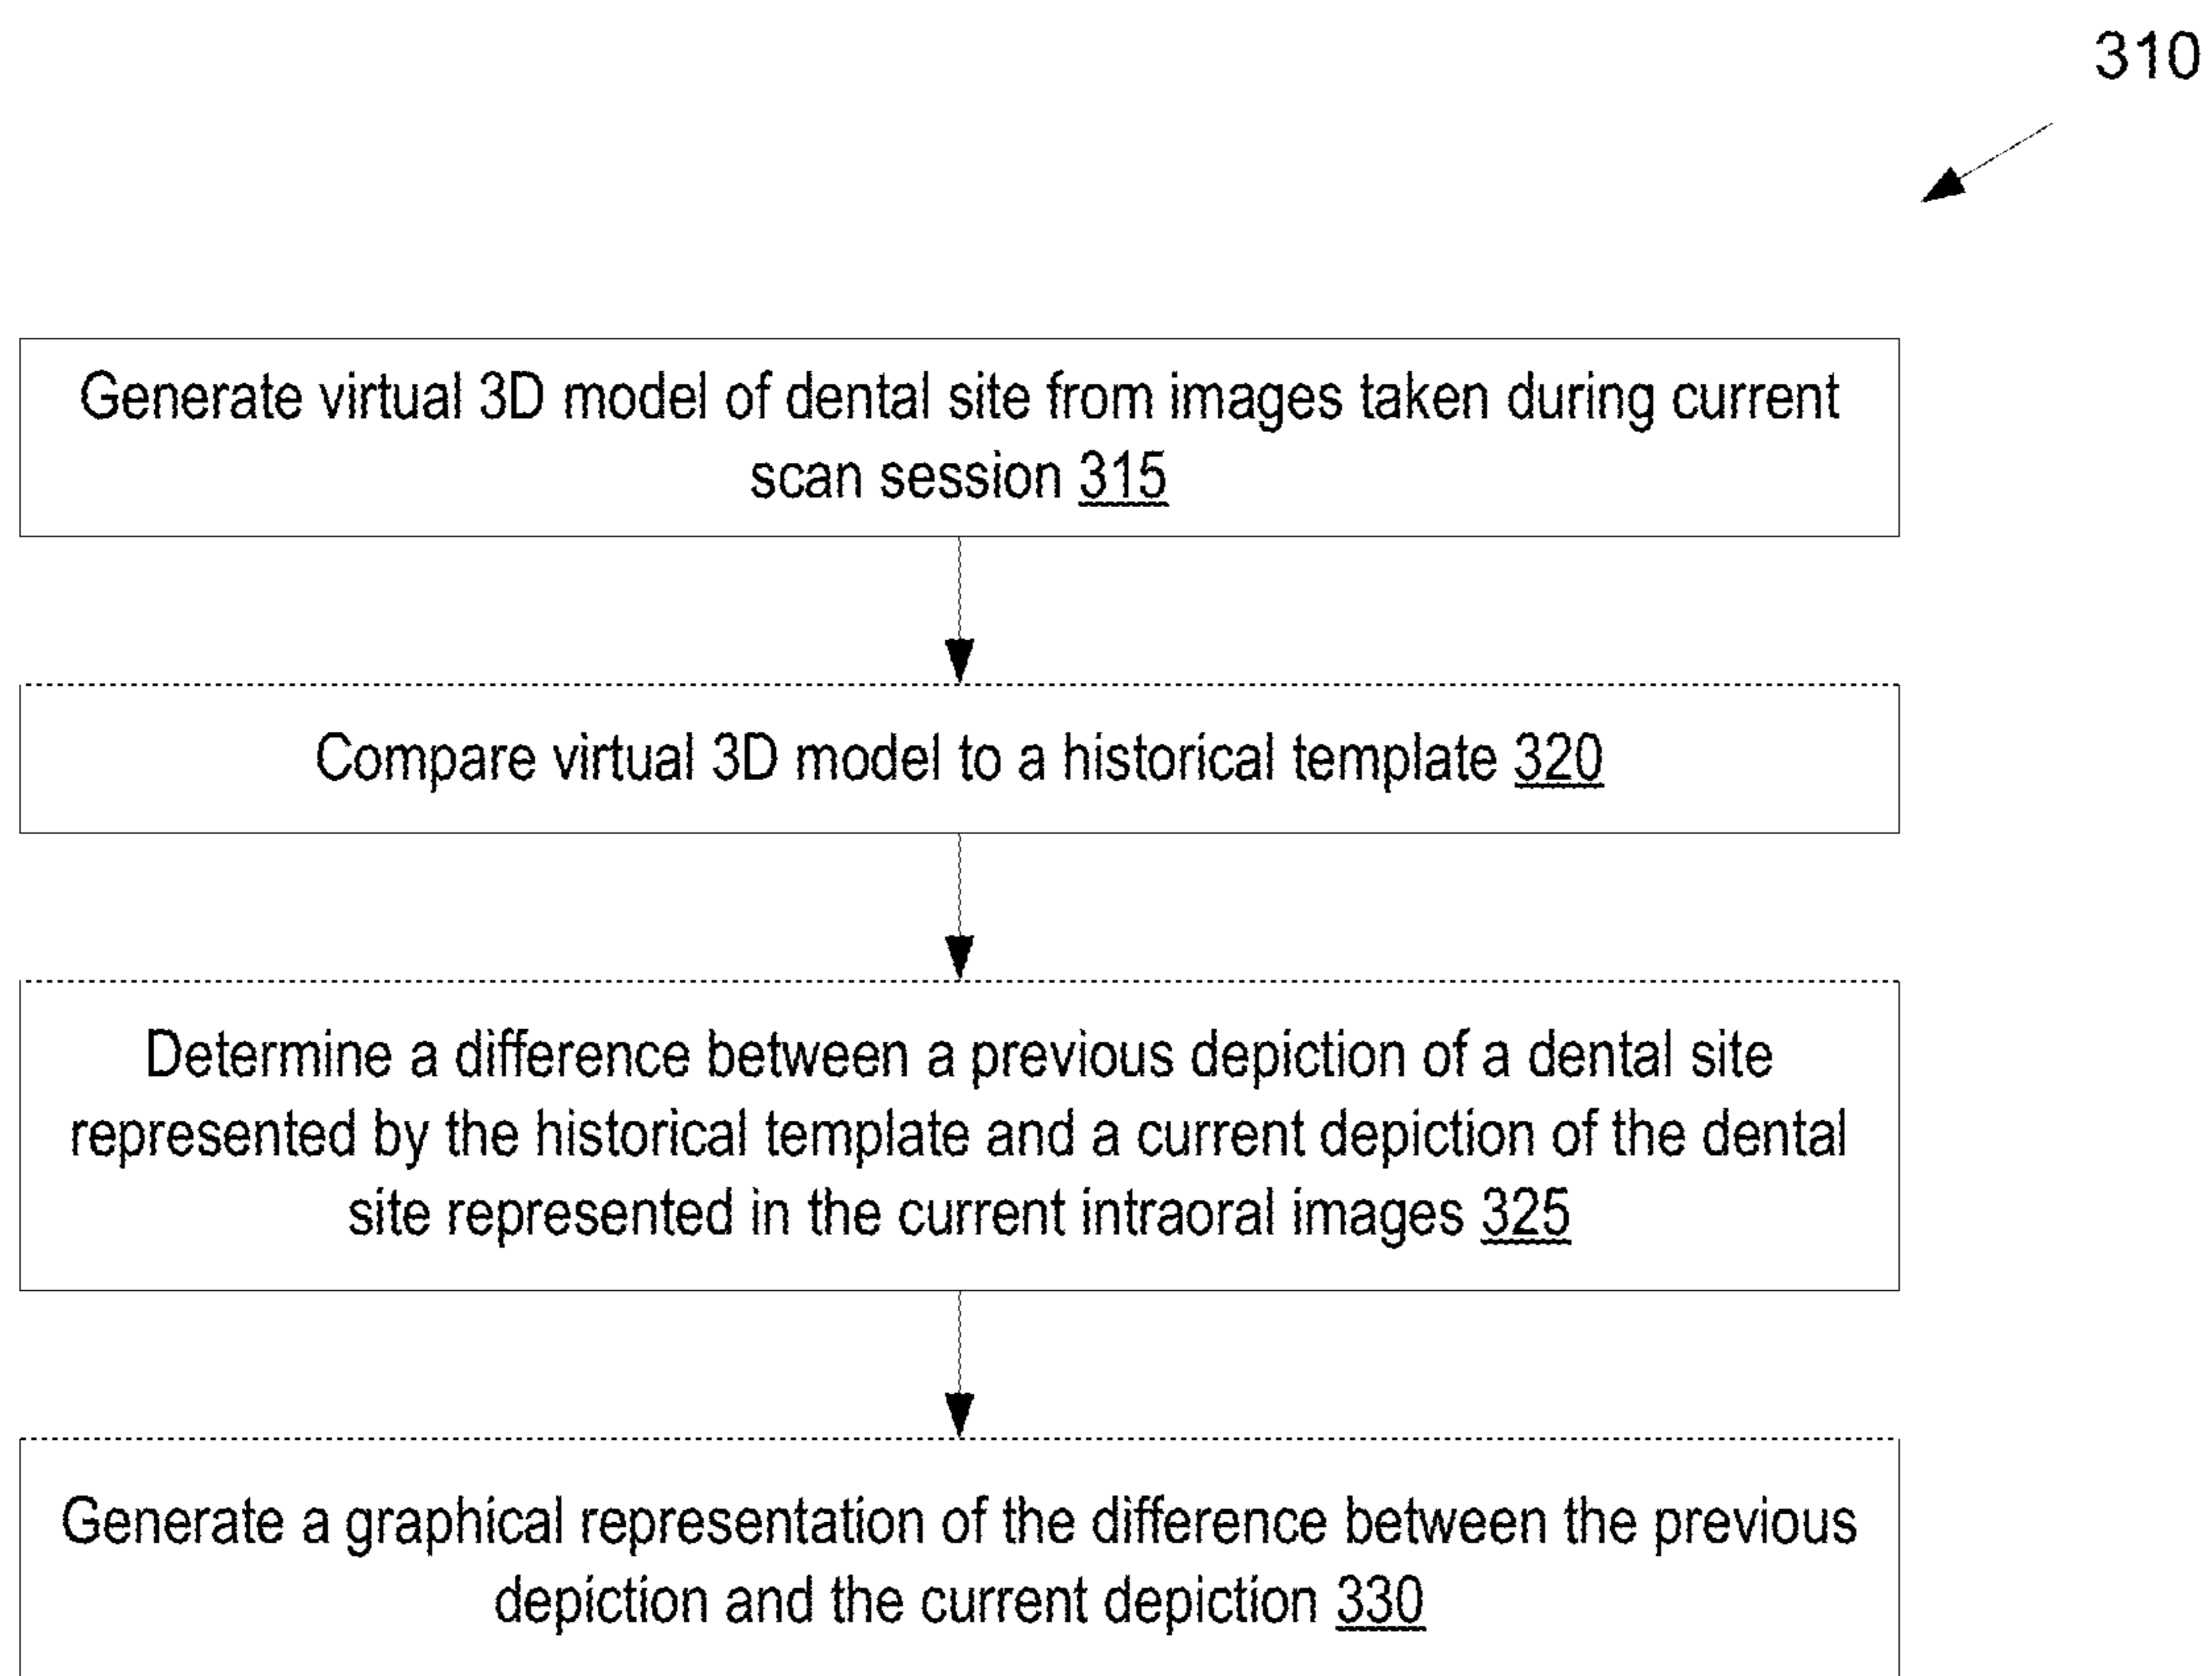 310
Generate virtual 3D model of dental site from images taken during current
scan session 315
Compare virtual 3D model to a historical template 320
Determine a difference between a previous depiction of a dental site
represented by the historical template and a current depiction of the dental
site represented in the current intraoral images 325
Generate a graphical representation of the difference between the previous
depiction and the current depiction 330